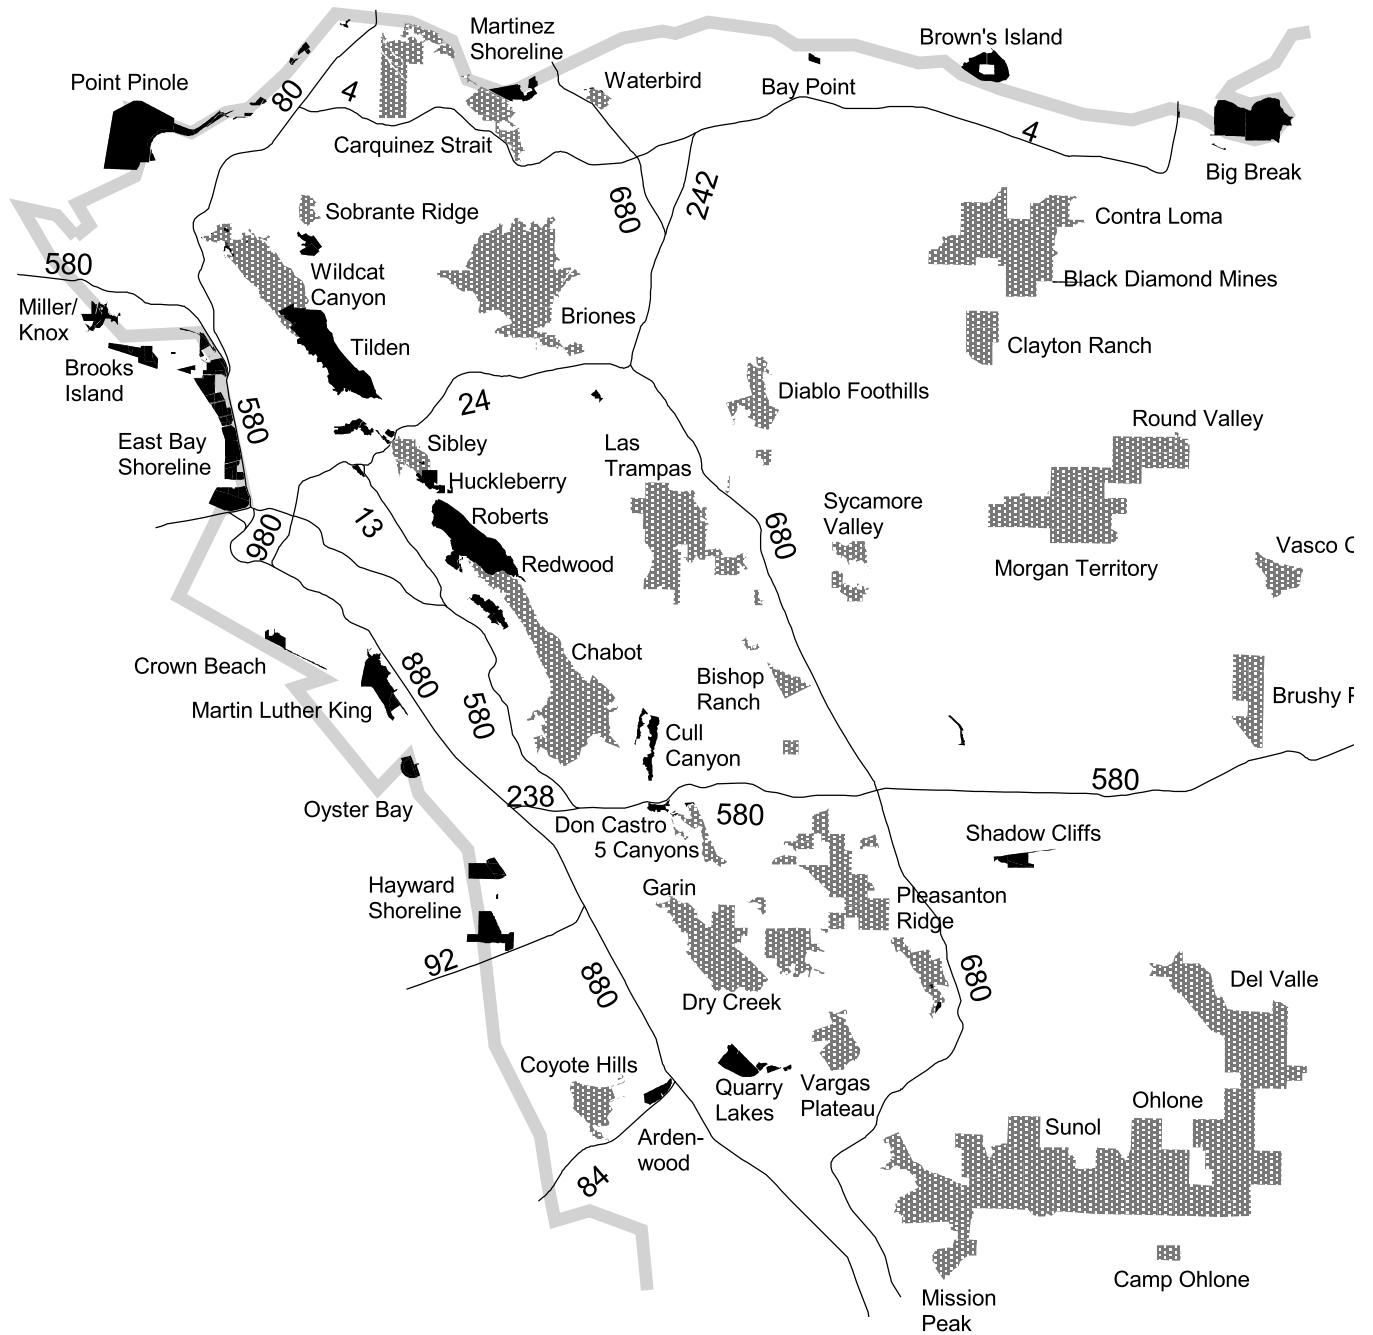 Martinez
Shoreline
Brown's Island
Point Pinole
80
4
Waterbird
Bay Point
Carquinez Strait
4
Big Break
680
242
Sobrante Ridge
Contra Loma
580
Wildcat
Canyon
Black Diamond Mines
Miller/
Knox
Briones
Tilden
Clayton Ranch
Brooks
Island
24
Diablo Foothills
580
Round Valley
East Bay
Shoreline
Sibley
Las
Trampas
Huckleberry
Sycamore
Valley
980
13
Roberts
680
Redwood
Morgan Territory
Vasco C
Crown Beach
Chabot
880
Bishop
Ranch
Martin Luther King
580
Brushy P
Cull
Canyon
Oyster Bay
238
580
580
Don Castro
5 Canyons
Shadow Cliffs
Hayward
Shoreline
Garin
Pleasanton
Ridge
92
880
680
Dry Creek
Del Valle
Coyote Hills
Quarry
Lakes
Vargas
Plateau
Ohlone
Sunol
Arden-
wood
84
Camp Ohlone
Mission
Peak